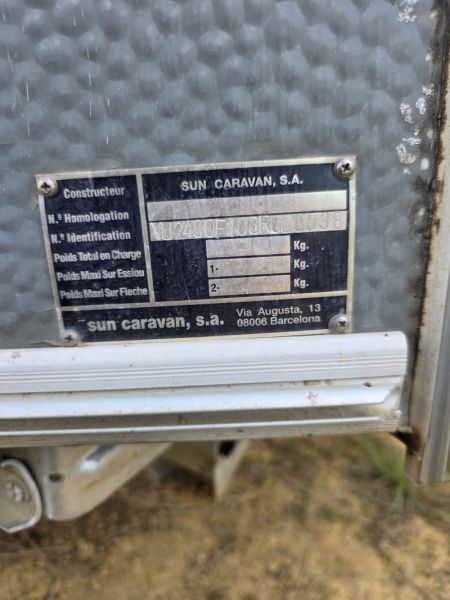 Constructeur SUN CARAVAN, S.A.
N.º Homologation
N.º Identification
Poids Total en Charge Kg.
Poids Maxi Sur Essieu 1- Kg.
Poids Maxi Sur Fleche 2- Kg.
sun caravan, s.a. Via Augusta, 13
08006 Barcelona